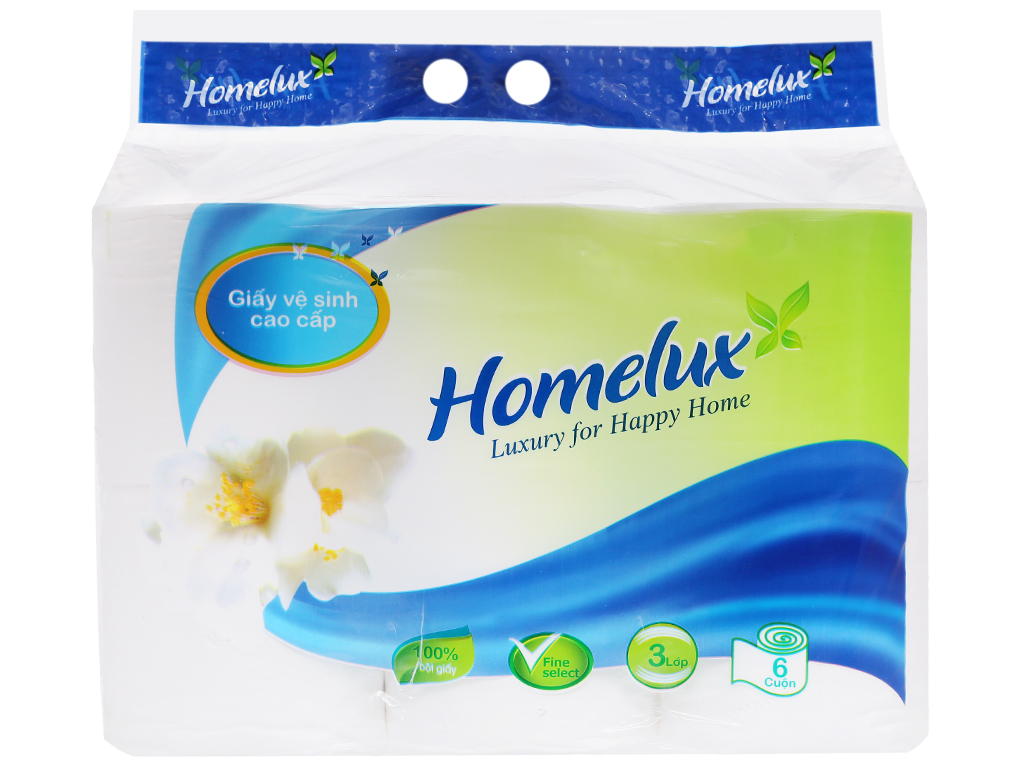 Homelux
Luxury for Happy Home
Homelux
Luxury for Happy Home
Giấy vệ sinh
cao cấp
Homelux
Luxury for Happy Home
100%
bột giấy
Fine
select
3 Lớp
6
Cuộn